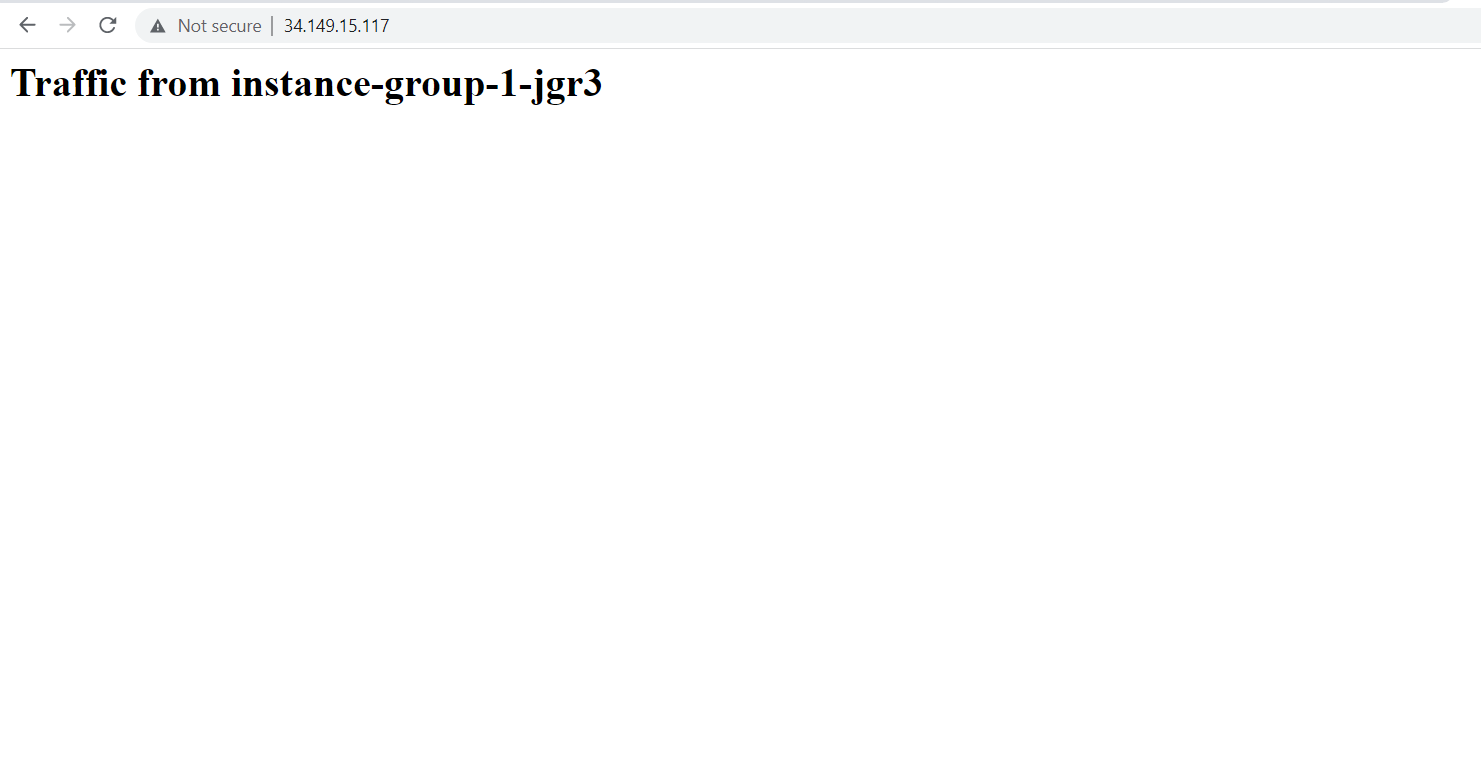 Not secure | 34.149.15.117
Traffic from instance-group-1-jgr3